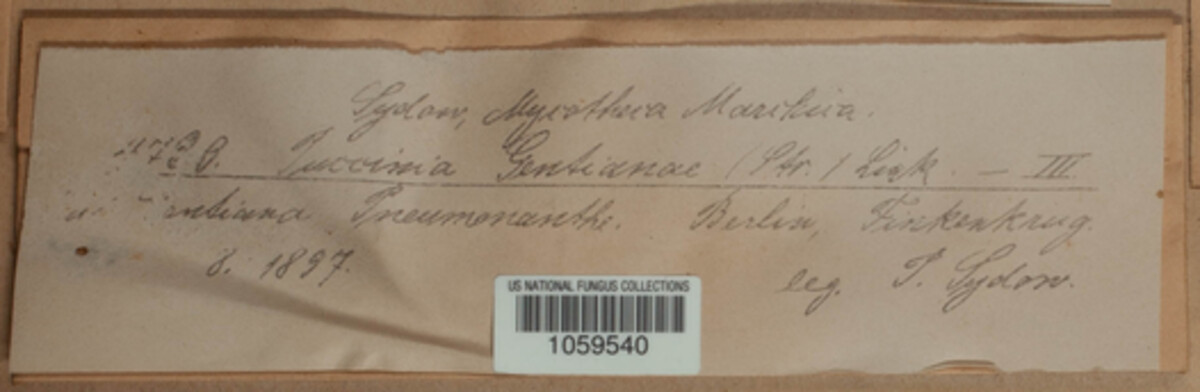 Sydow, Mycotheca Marchica.
Puccinia Gentianae (Str.) Link. — III.
Pneumonanthe. Berlin, Finkenkrug.
8. 1897.
leg. P. Sydow.
US NATIONAL FUNGUS COLLECTIONS
1059540